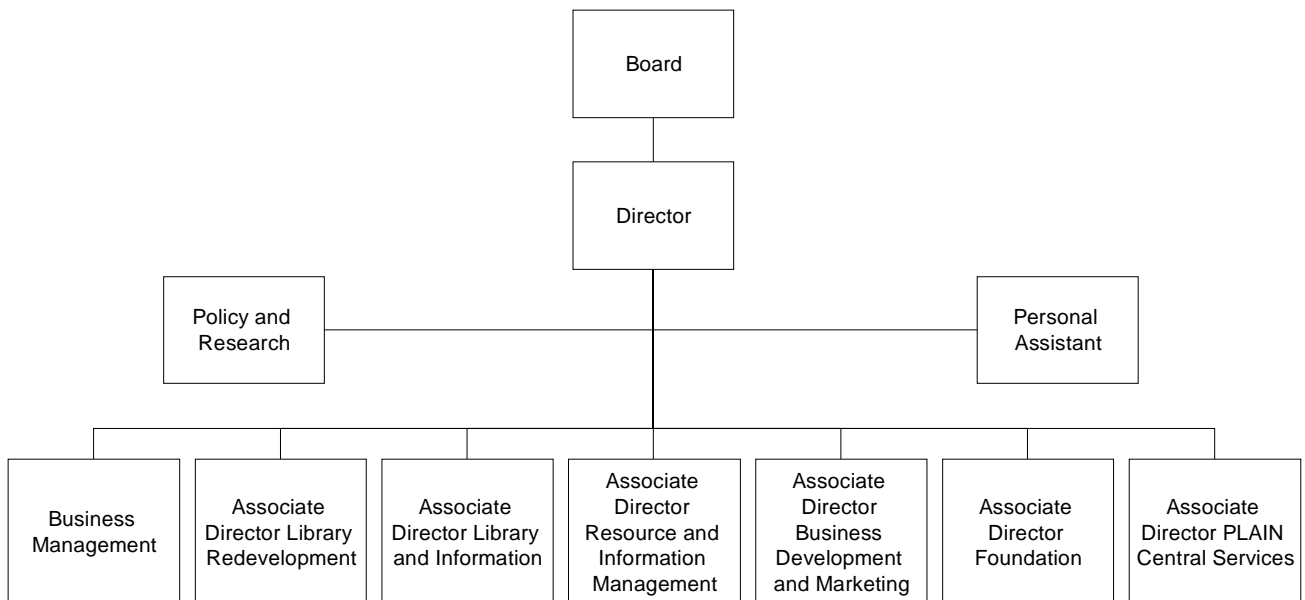 Board
Director
Policy and
Research
Personal
Assistant
Business
Management
Associate
Director Library
Redevelopment
Associate
Director Library
and Information
Associate
Director
Resource and
Information
Management
Associate
Director
Business
Development
and Marketing
Associate
Director
Foundation
Associate
Director PLAIN
Central Services